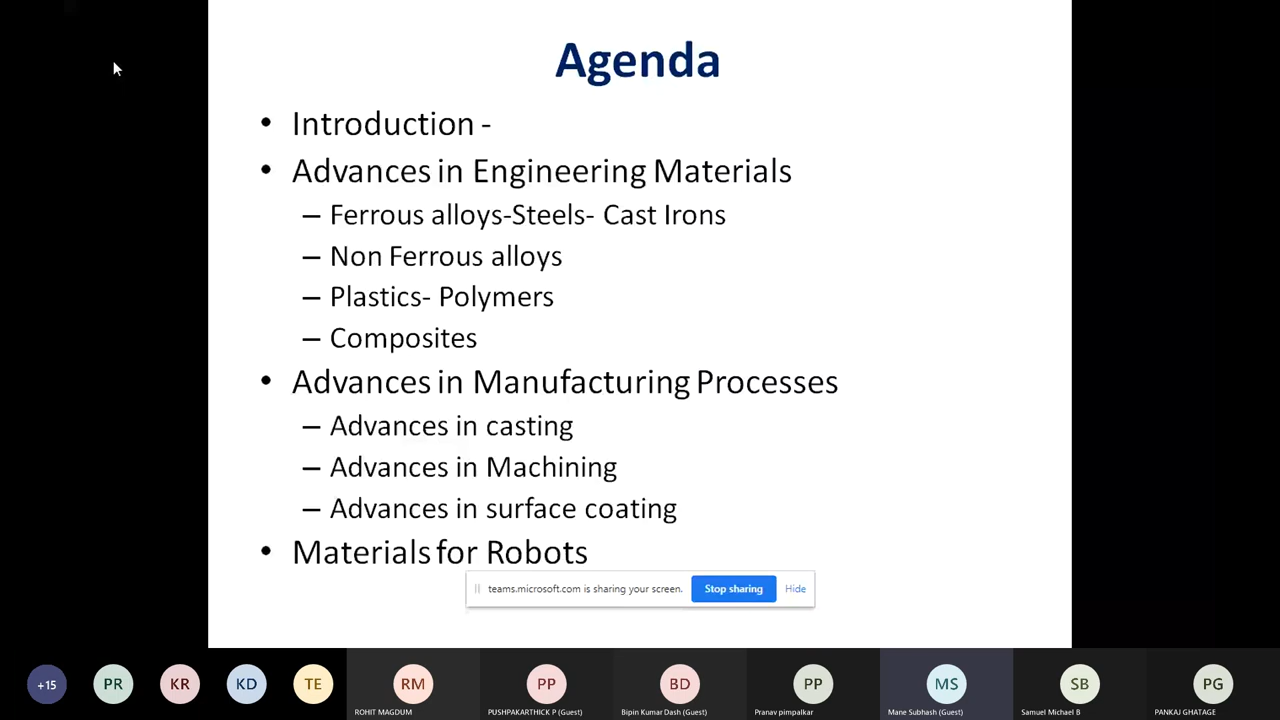 Agenda
• Introduction -
• Advances in Engineering Materials
– Ferrous alloys-Steels- Cast Irons
– Non Ferrous alloys
– Plastics- Polymers
– Composites
• Advances in Manufacturing Processes
– Advances in casting
– Advances in Machining
– Advances in surface coating
• Materials for Robots
teams.microsoft.com is sharing your screen. Stop sharing Hide
+15 PR KR KD TE RM PP BD PP MS SB PG
ROHIT MAGDUM PUSHPAKARTHICK P (Guest) Bipin Kumar Dash (Guest) Pranav pimpalkar Mane Subhash (Guest) Samuel Michael B PANKAJ GHATAGE